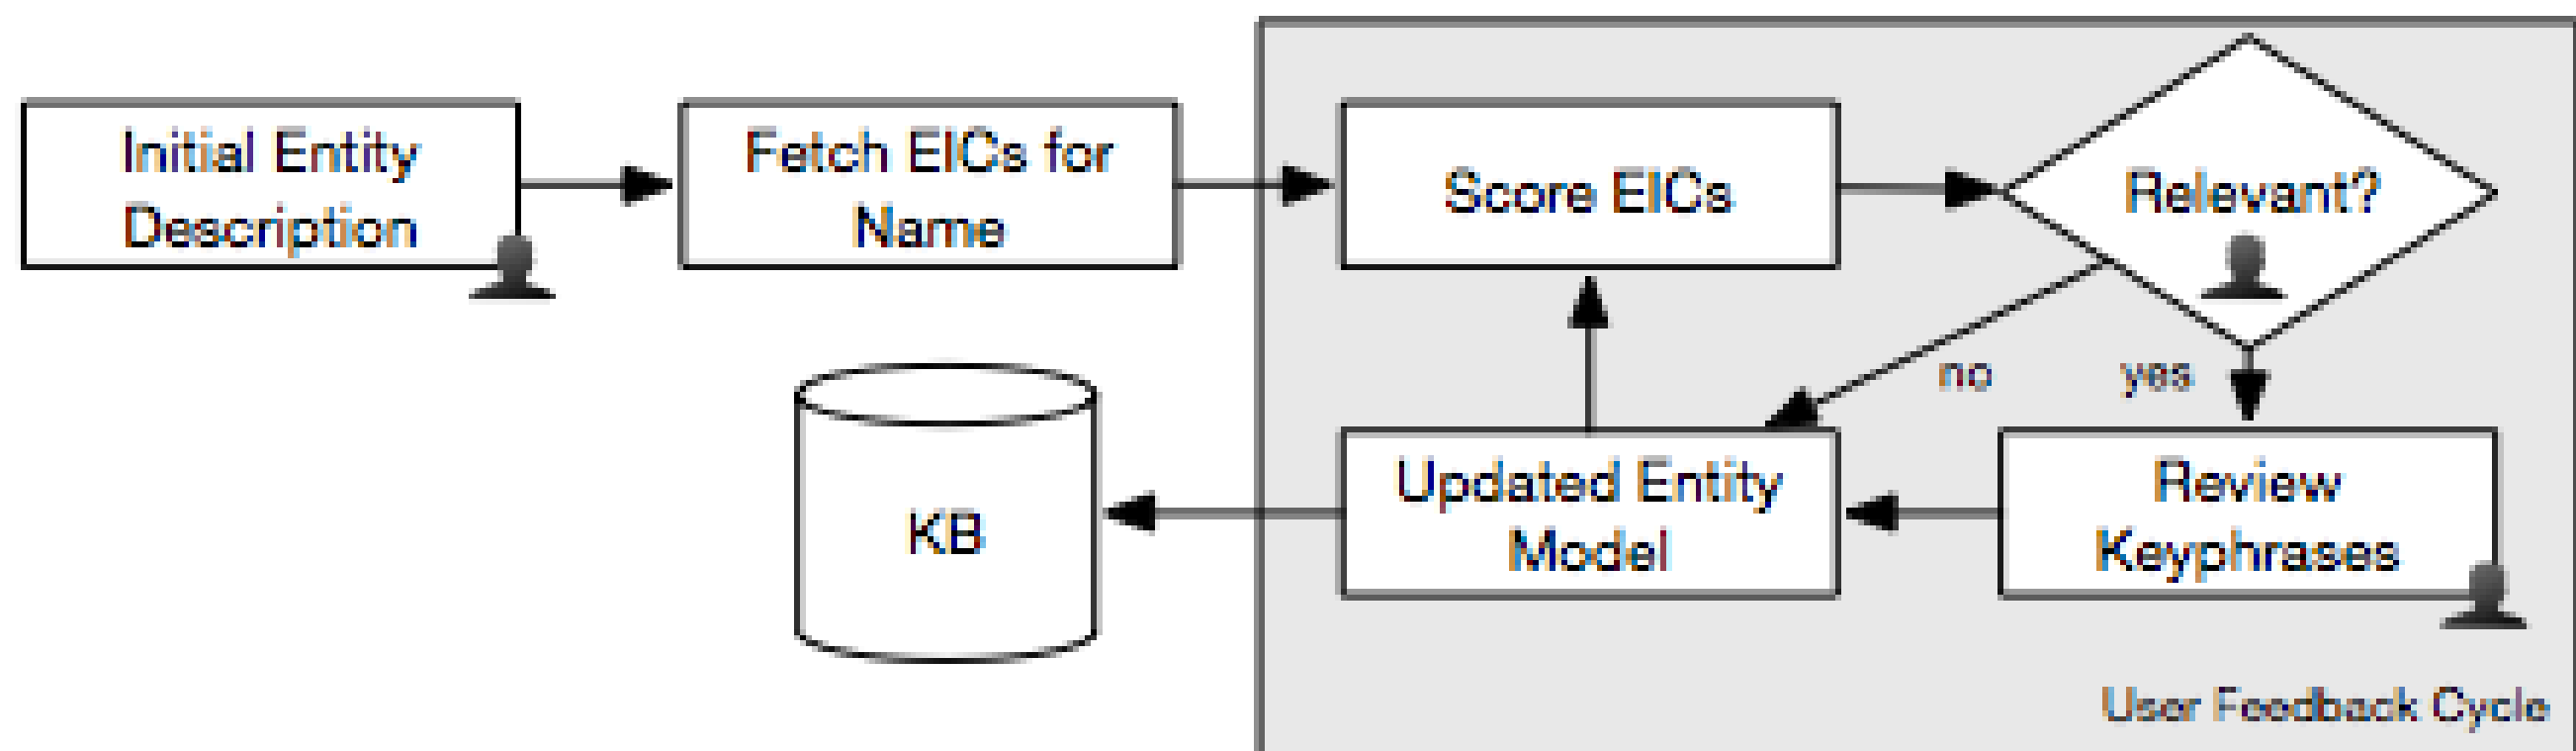 Initial Entity
Description
Fetch EICs for
Name
Score EICs
Relevant?
no
yes
KB
Updated Entity
Model
Review
Keyphrases
User Feedback Cycle